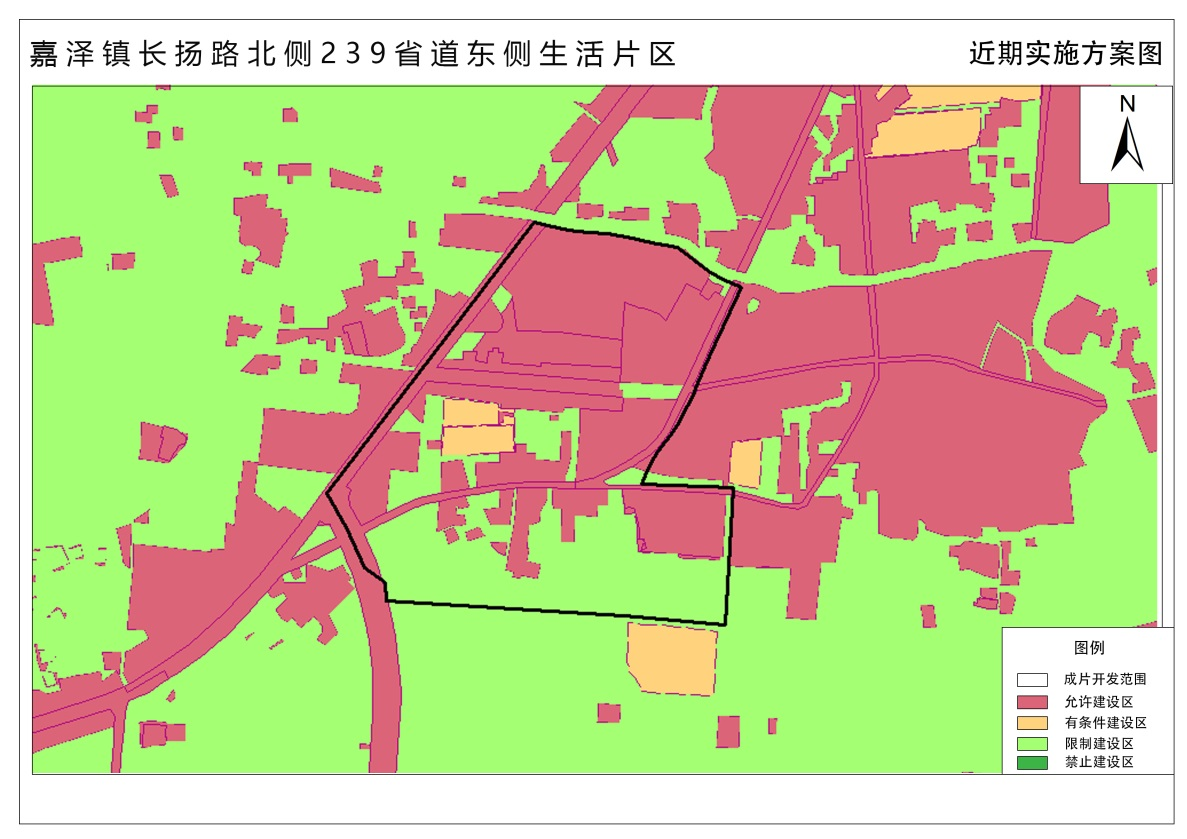 嘉泽镇长扬路北侧239省道东侧生活片区
近期实施方案图
N
图例
成片开发范围
允许建设区
有条件建设区
限制建设区
禁止建设区